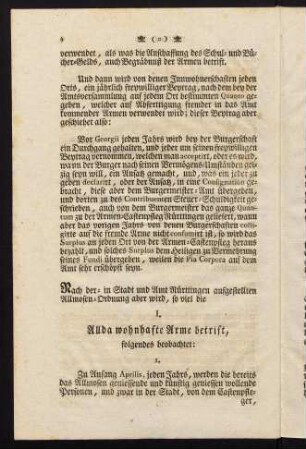 6 ( o )
verwendet, als was die Anschaffung des Schul- und Bü-
cher-Gelds, auch Begräbnuß der Armen betrift.
Und dann wird von denen Innwohnerschaften jeden
Orts, ein jährlich freywilliger Beytrag, nach dem bey der
Amtsversammlung auf jedem Ort bestimmten Quanto ge-
geben, welcher auf Abfertigung fremder in das Amt
kommender Armen verwendet wird; dieser Beytrag aber
geschiehet also:
Vor Georgii jeden Jahrs wird bey der Burgerschaft
ein Durchgang gehalten, und jeder um seinen freywilligen
Beytrag vernommen, welchen man acceptirt, oder es wird,
wann der Burger nach seinen Vermögens-Umständen zu
geizig seyn will, ein Ansatz gemacht, und, was ein jeder zu
geben declarirt, oder der Ansatz, in eine Consignation ge-
bracht, diese aber dem Burgermeister-Amt übergeben,
und dorten zu des Contribuenten Steuer-Schuldigkeit ge-
schrieben, auch von dem Burgermeister das ganze Quan-
tum zu der Armen-Castenpfleg Nürtingen geliefert, wann
aber das vorigen Jahrs von denen Burgerschaften colli-
girte auf die fremde Arme nicht consumirt ist, so wird das
Surplus an jeden Ort von der Armen-Castenpfleg heraus
bezahlt, und solches Surplus dem Heiligen zu Vermehrung
seines Fundi übergeben, weilen die Pia Corpora auf dem
Amt sehr erschöpft seyn.
Nach der- in Stadt und Amt Nürtingen aufgestellten
Allmosen-Ordnung aber wird, so viel die
I.
Allda wohnhafte Arme betrift,
folgendes beobachtet:
1.
Zu Anfang Aprilis, jeden Jahrs, werden die bereits
das Allmosen geniessende und künftig geniessen wollende
Personen, und zwar in der Stadt, von dem Castenpfle-
ger,